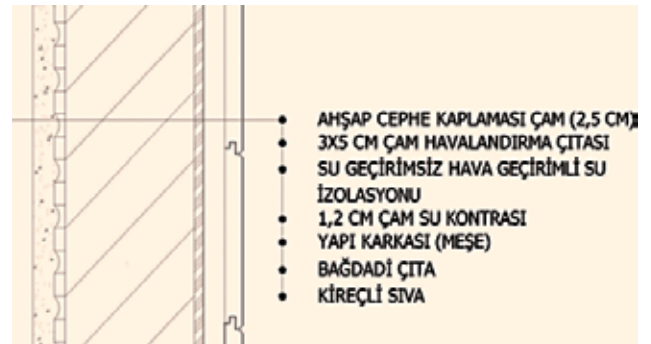 AHŞAP CEPHE KAPLAMASI ÇAM (2,5 CM)
3X5 CM ÇAM HAVALANDIRMA ÇITASI
SU GEÇİRİMSİZ HAVA GEÇİRİMLİ SU
İZOLASYONU
1,2 CM ÇAM SU KONTRASI
YAPI KARKASI (MEŞE)
BAĞDADİ ÇITA
KİREÇLİ SIVA